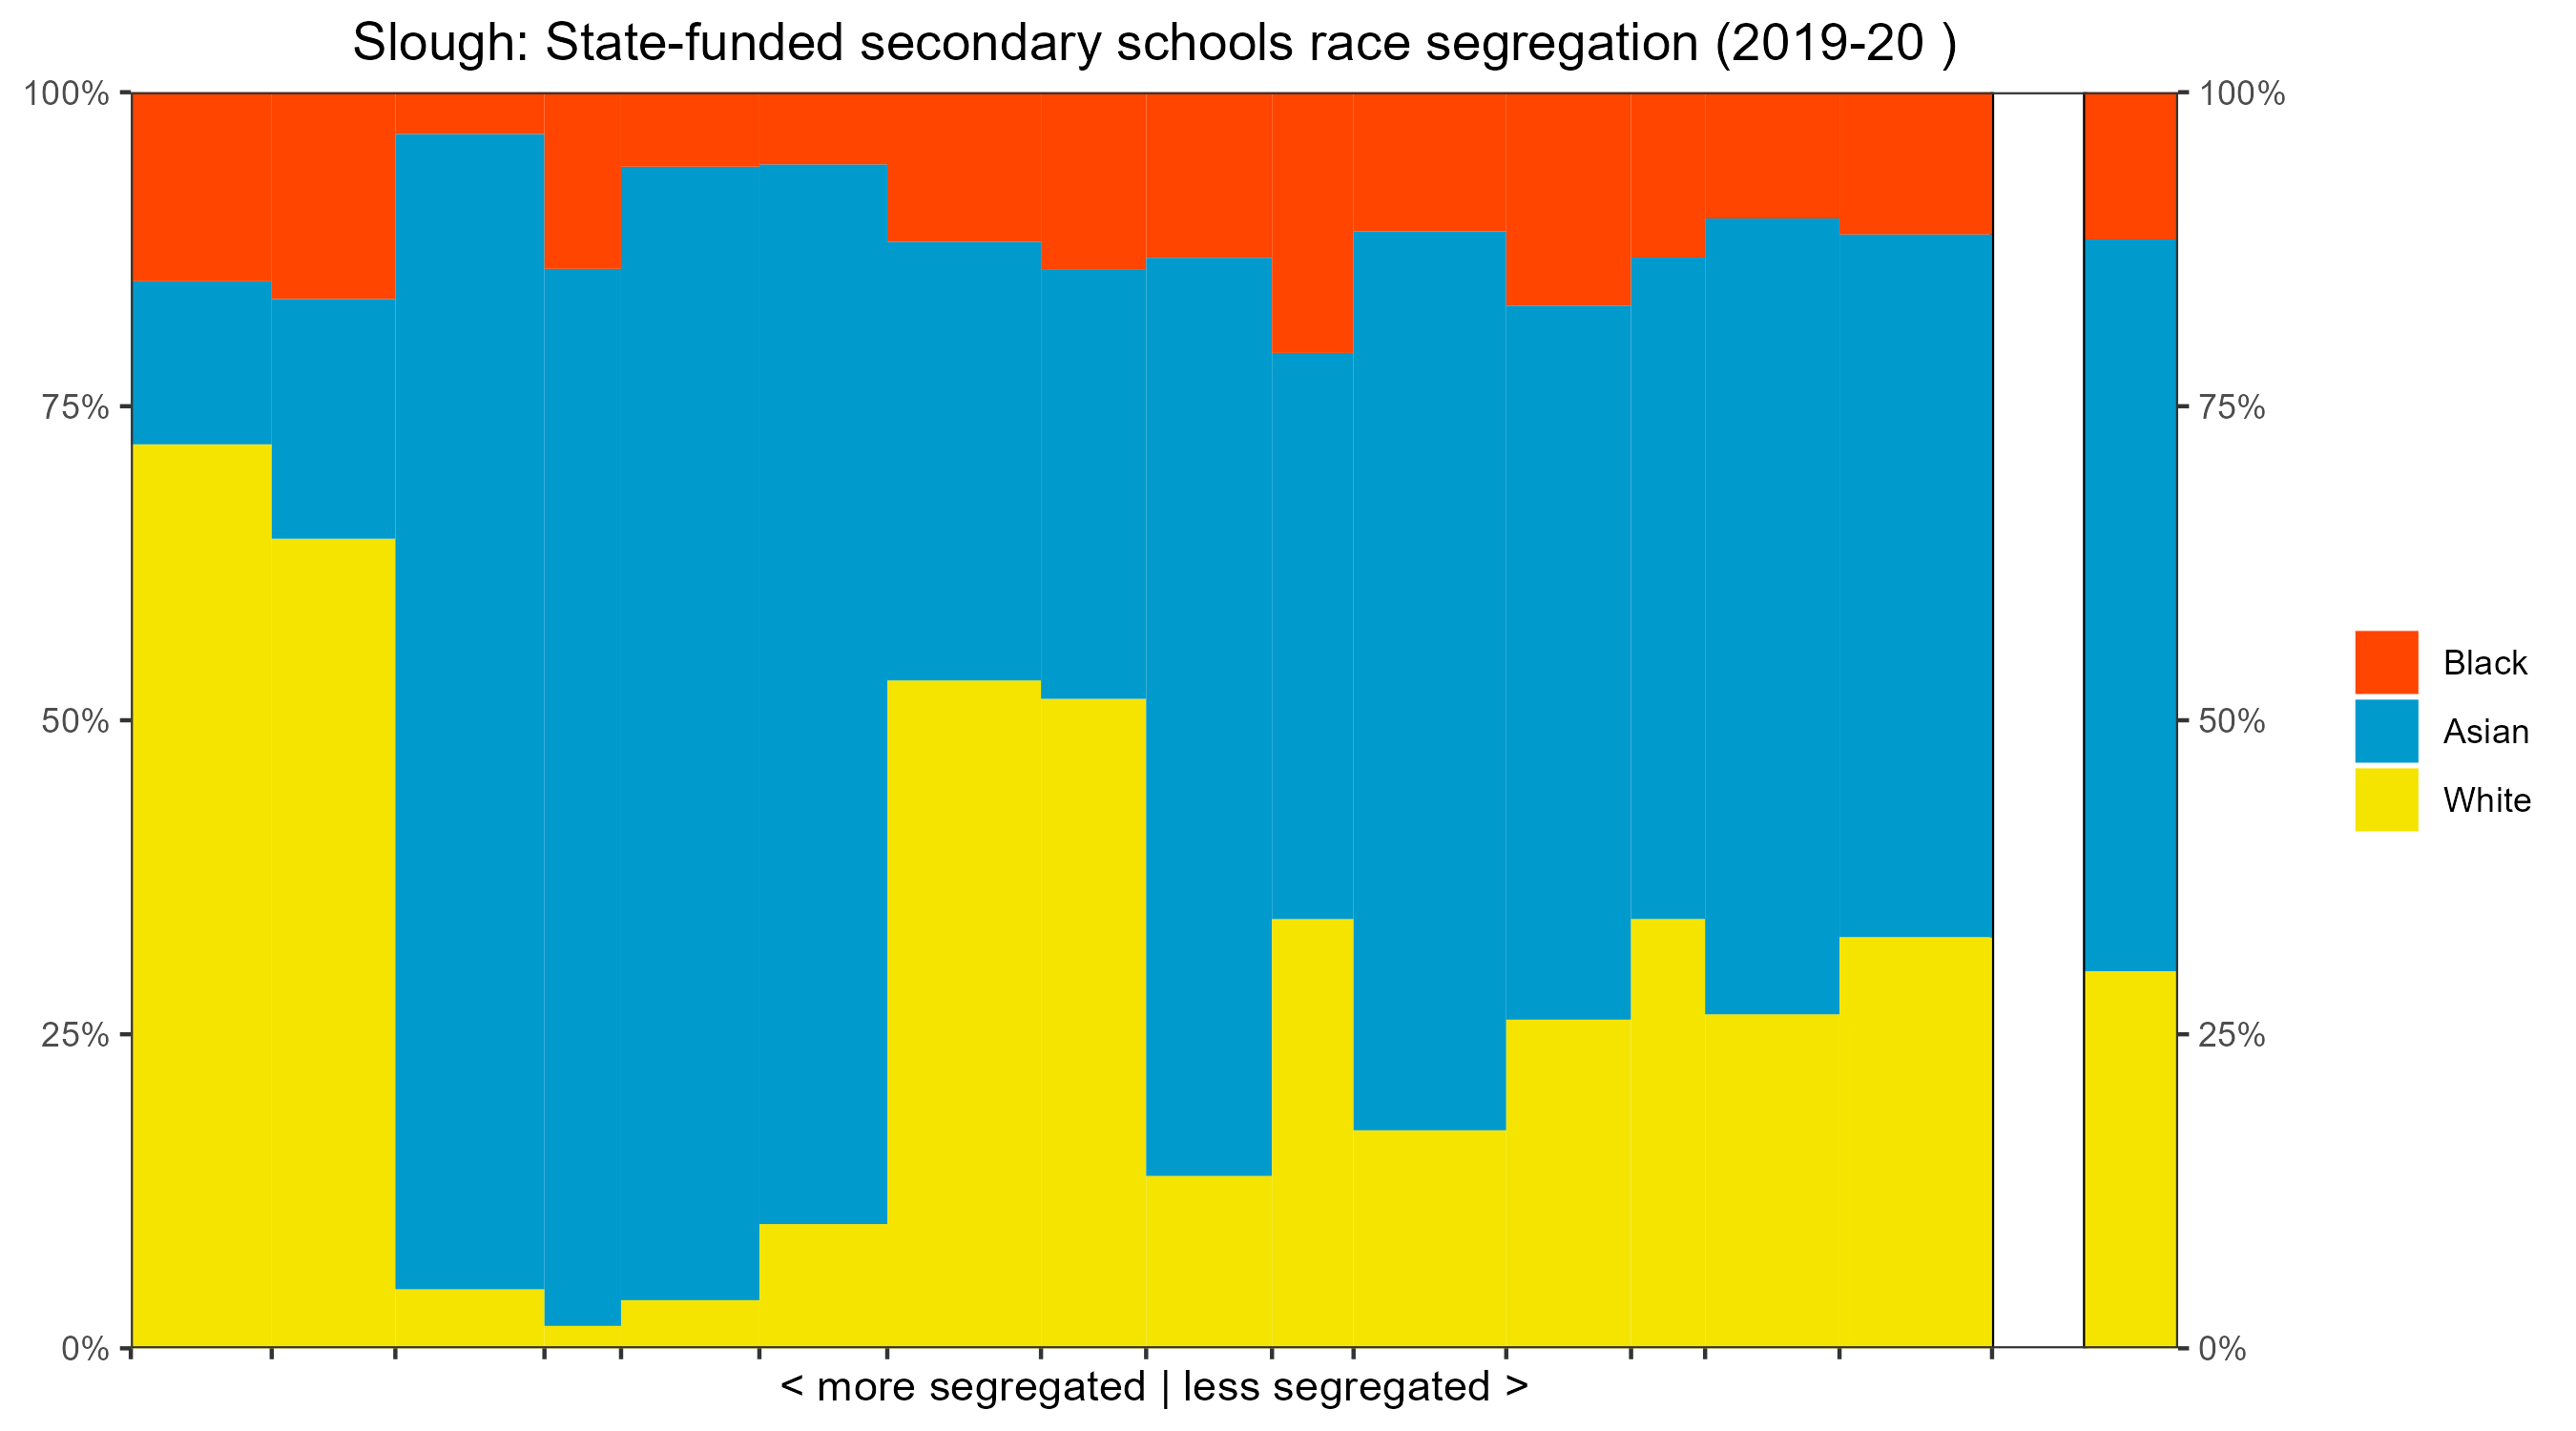 Slough: State-funded secondary schools race segregation (2019-20 )
100%
75%
50%
25%
0%
100%
75%
50%
25%
0%
Black
Asian
White
< more segregated | less segregated >